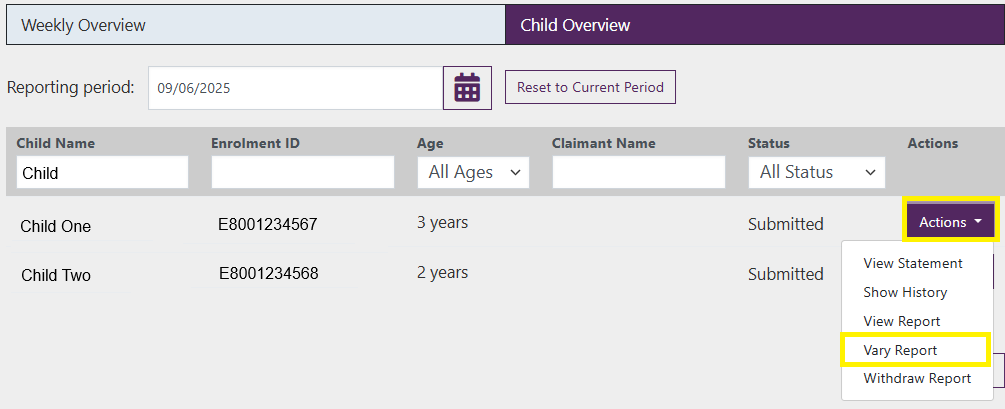 Weekly Overview Child Overview
Reporting period: 09/06/2025 Reset to Current Period
Child Name Enrolment ID Age Claimant Name Status Actions
Child All Ages All Status
Child One E8001234567 3 years Submitted Actions
Child Two E8001234568 2 years Submitted
View Statement
Show History
View Report
Vary Report
Withdraw Report